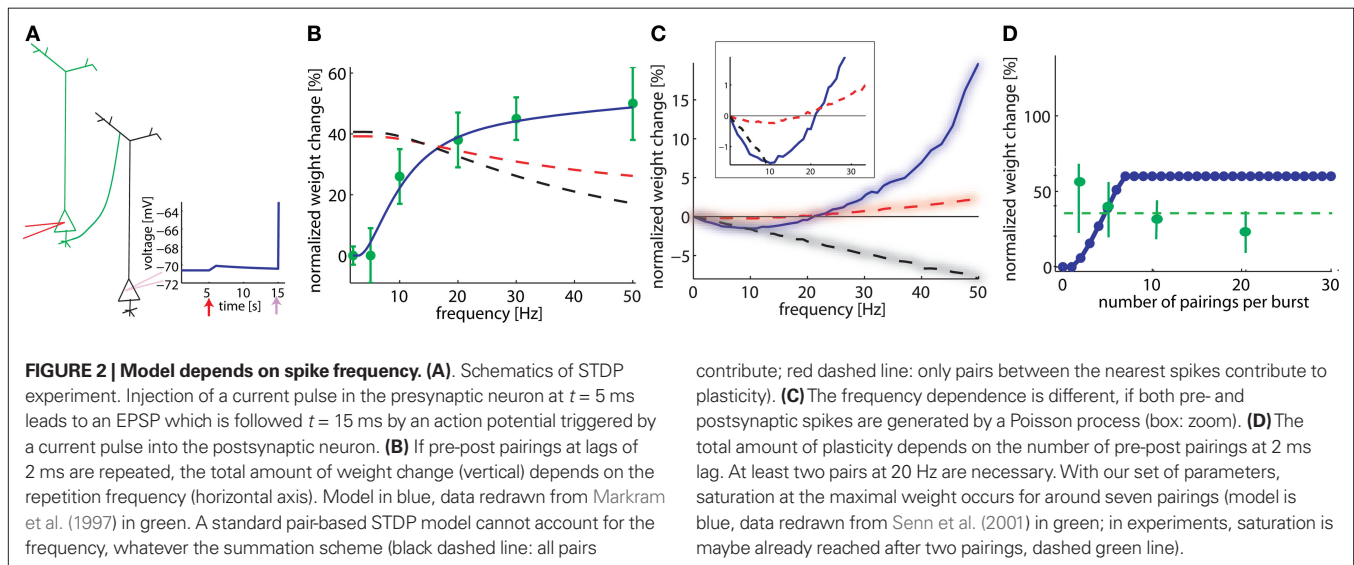 A
voltage [mV]
−64
−66
−68
−70
−72
5
15
time [s]
B
normalized weight change [%]
60
40
20
0
10
20
30
40
50
frequency [Hz]
C
normalized weight change [%]
15
10
5
0
−5
0
10
20
30
40
50
frequency [Hz]
1
0
−1
10
20
30
D
normalized weight change [%]
100
50
0
0
10
20
30
number of pairings per burst
FIGURE 2 | Model depends on spike frequency. (A). Schematics of STDP
experiment. Injection of a current pulse in the presynaptic neuron at t = 5 ms
leads to an EPSP which is followed t = 15 ms by an action potential triggered by
a current pulse into the postsynaptic neuron. (B) If pre-post pairings at lags of
2 ms are repeated, the total amount of weight change (vertical) depends on the
repetition frequency (horizontal axis). Model in blue, data redrawn from Markram
et al. (1997) in green. A standard pair-based STDP model cannot account for the
frequency, whatever the summation scheme (black dashed line: all pairs
contribute; red dashed line: only pairs between the nearest spikes contribute to
plasticity). (C) The frequency dependence is different, if both pre- and
postsynaptic spikes are generated by a Poisson process (box: zoom). (D) The
total amount of plasticity depends on the number of pre-post pairings at 2 ms
lag. At least two pairs at 20 Hz are necessary. With our set of parameters,
saturation at the maximal weight occurs for around seven pairings (model is
blue, data redrawn from Senn et al. (2001) in green; in experiments, saturation is
maybe already reached after two pairings, dashed green line).